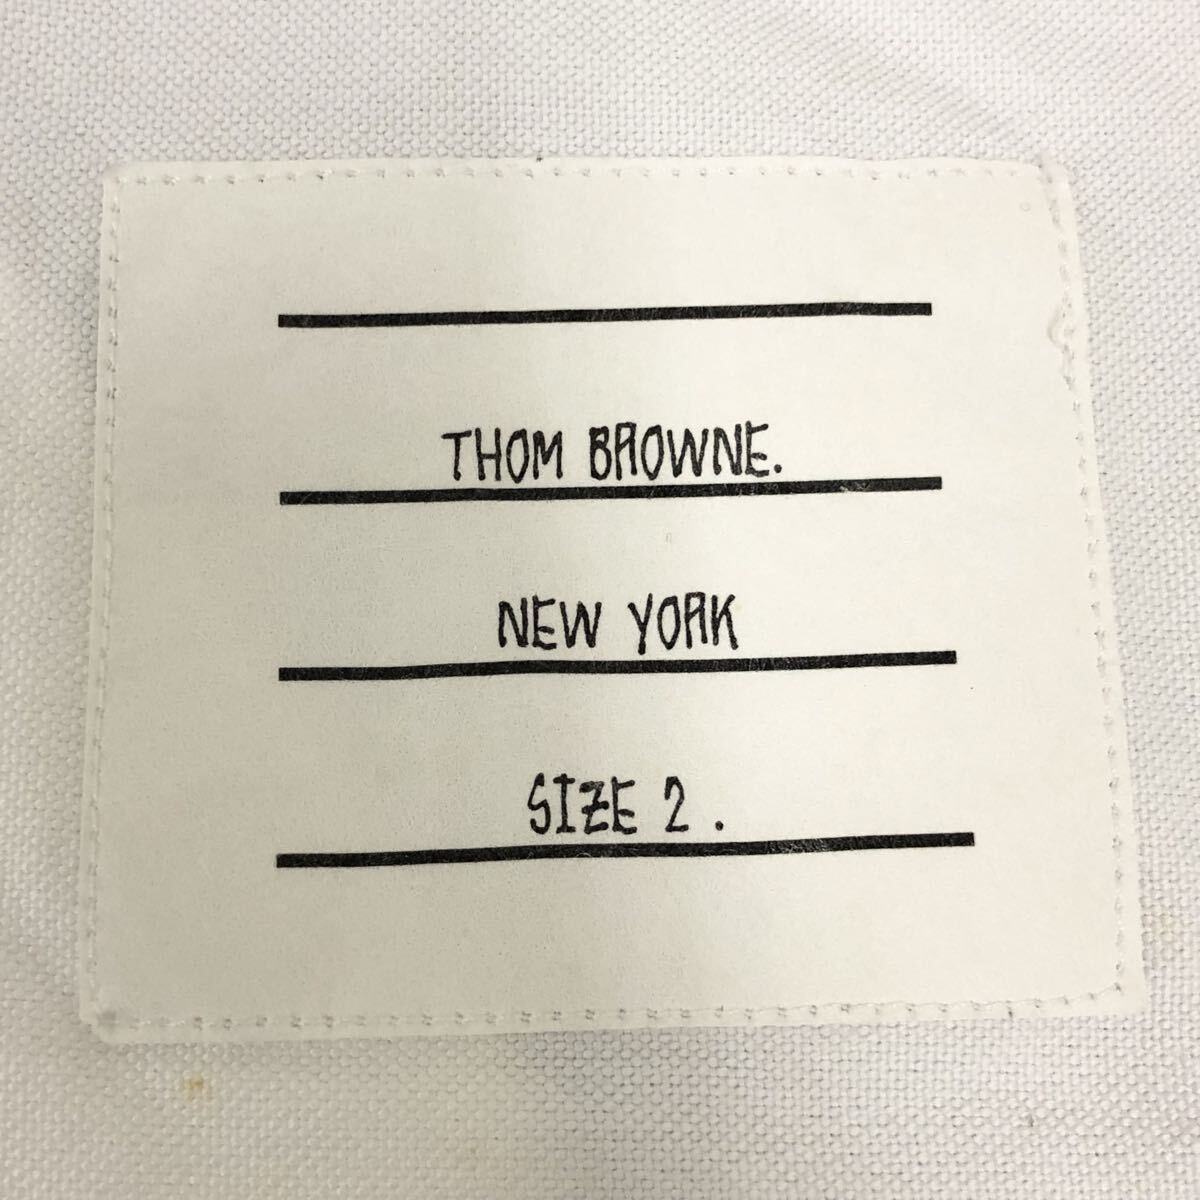 THOM BROWNE.
NEW YORK
SIZE 2 .